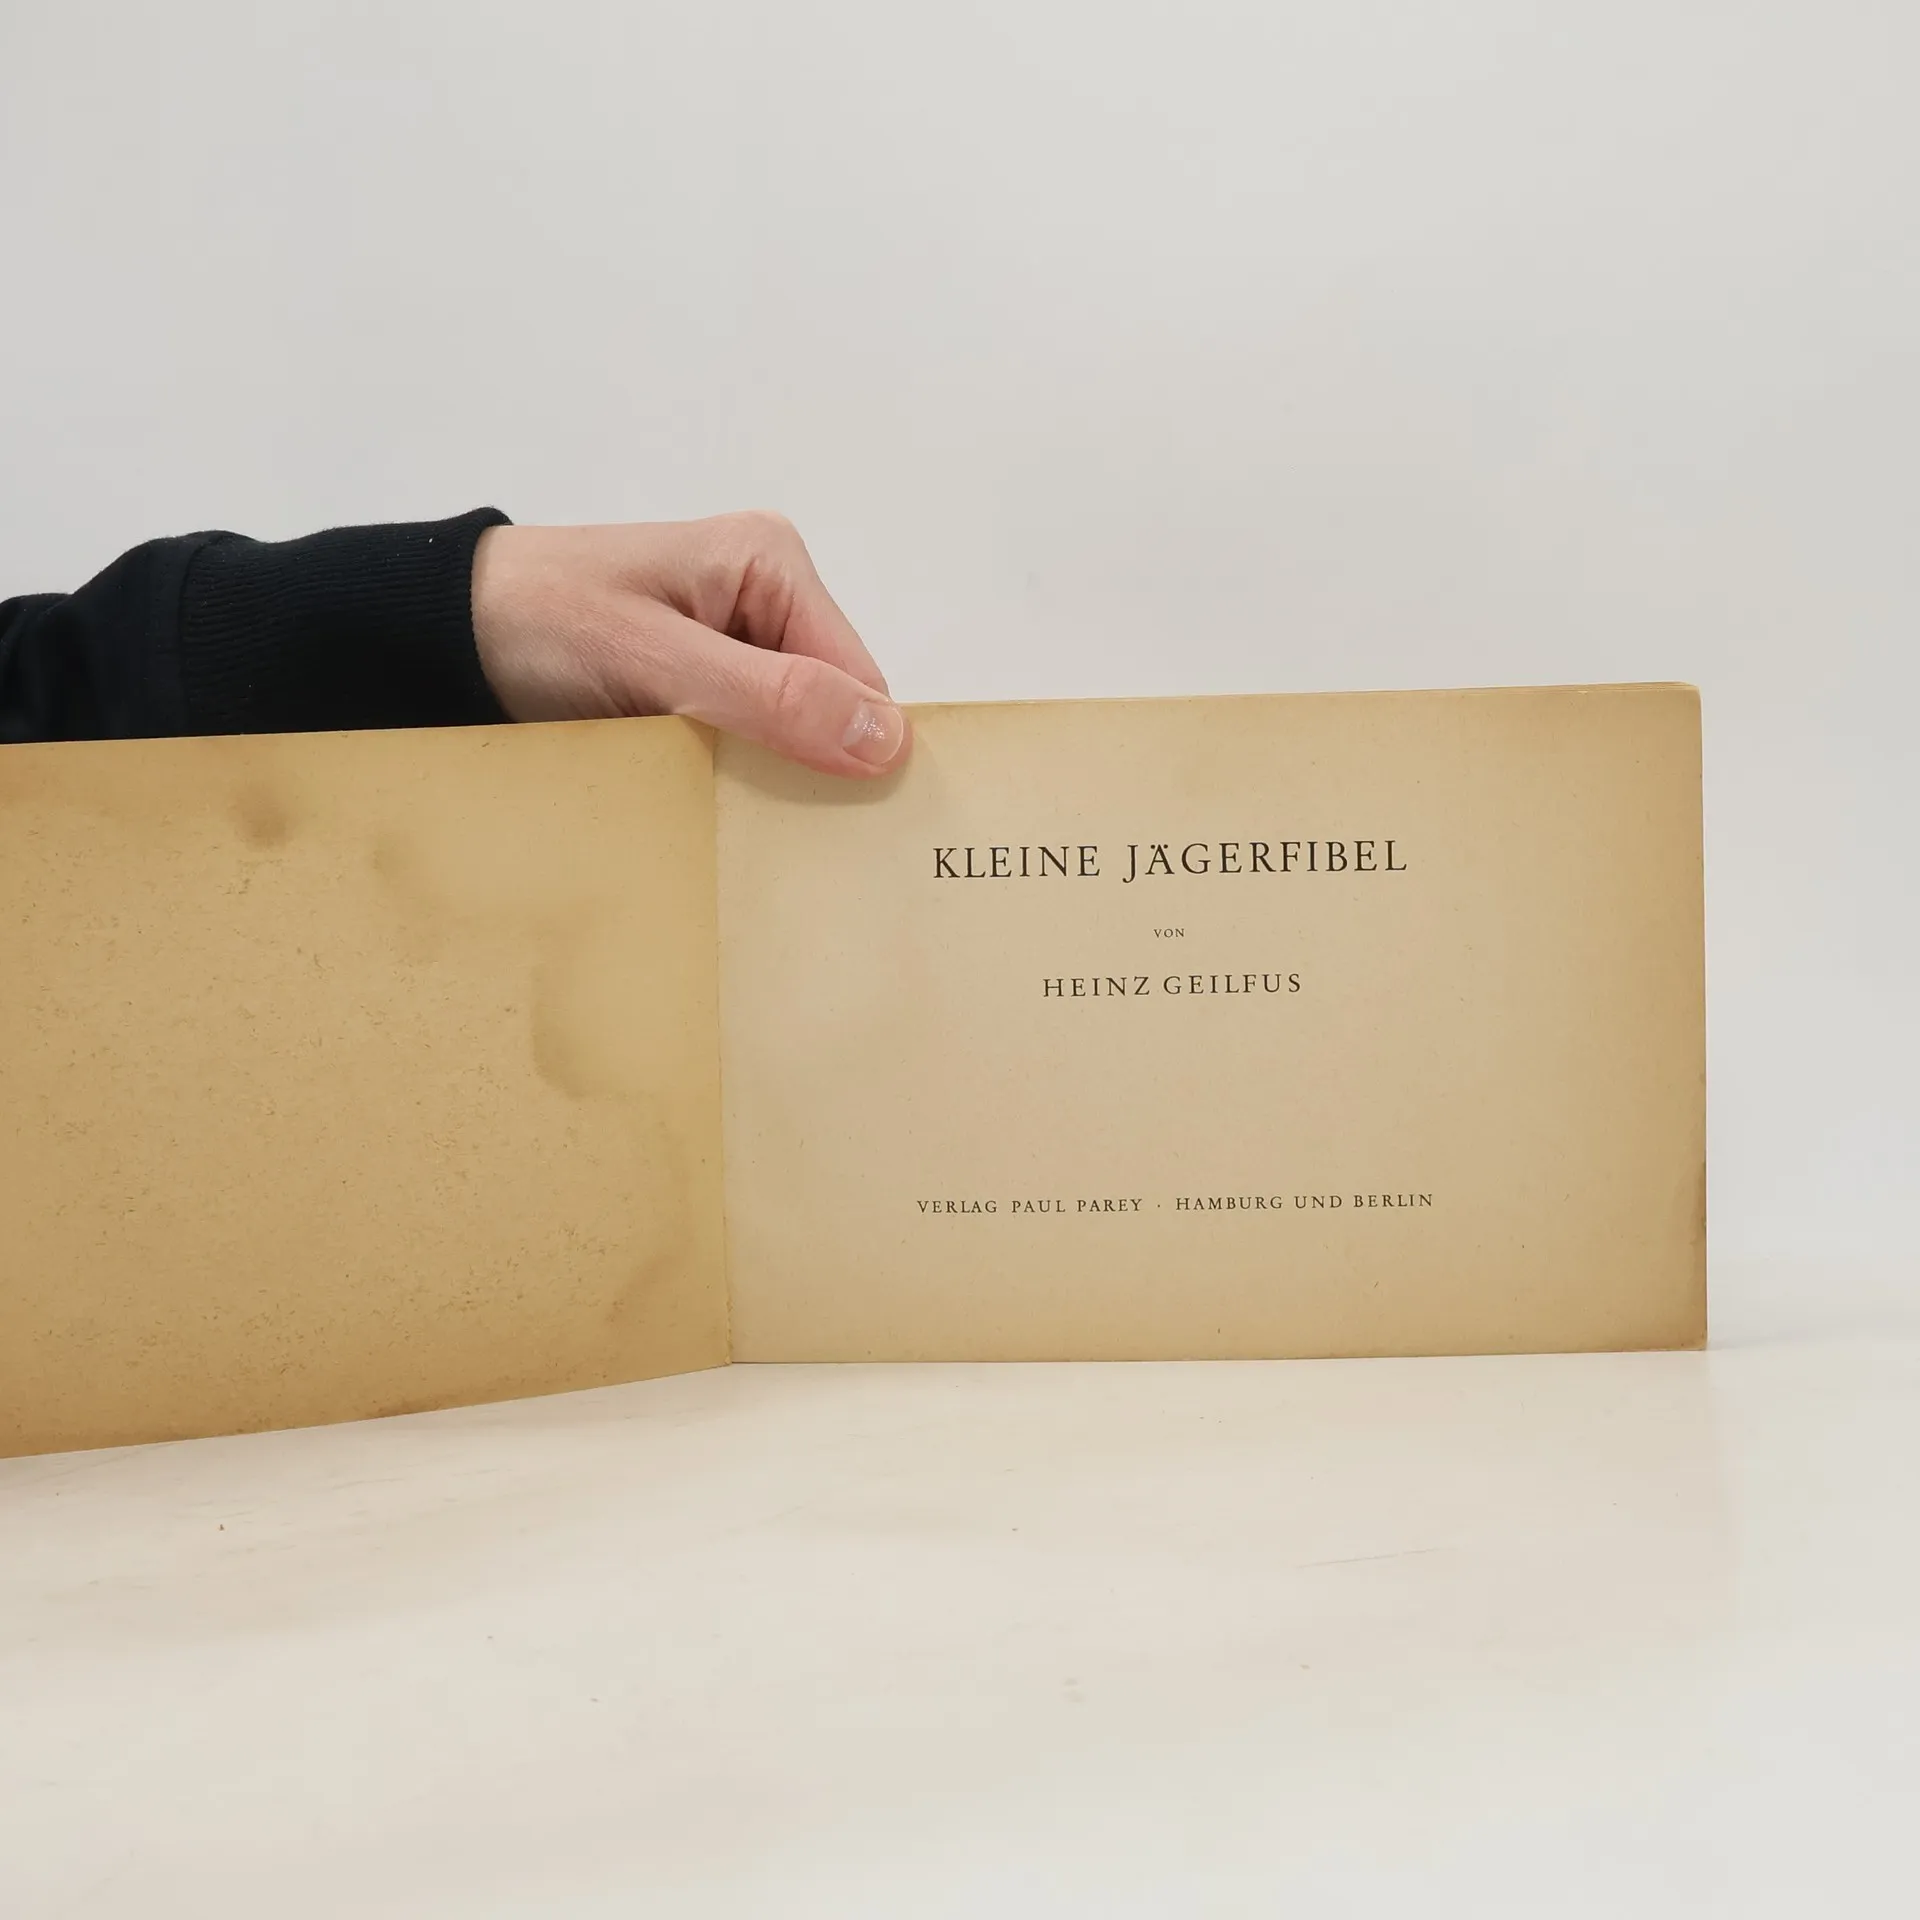 KLEINE JÄGERFIBEL
VON
HEINZ GEILFUS
VERLAG PAUL PAREY · HAMBURG UND BERLIN